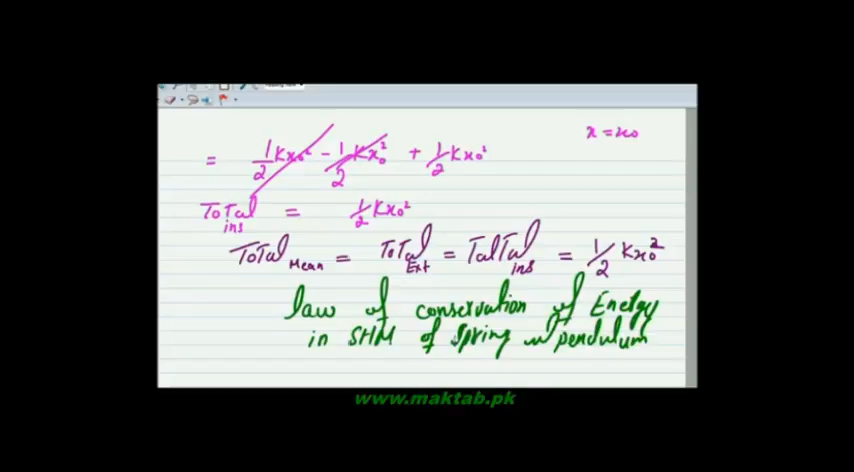 x = x₀
= 1/2 Kx₀² - 1/2 Kx₀² + 1/2 Kx₀²
ToTal ins = 1/2 Kx₀²
ToTal Mean = ToTal Ext = TalTal ins = 1/2 Kx₀²
law of conservation of Energy
in SHM of Spring pendulum
www.maktab.pk